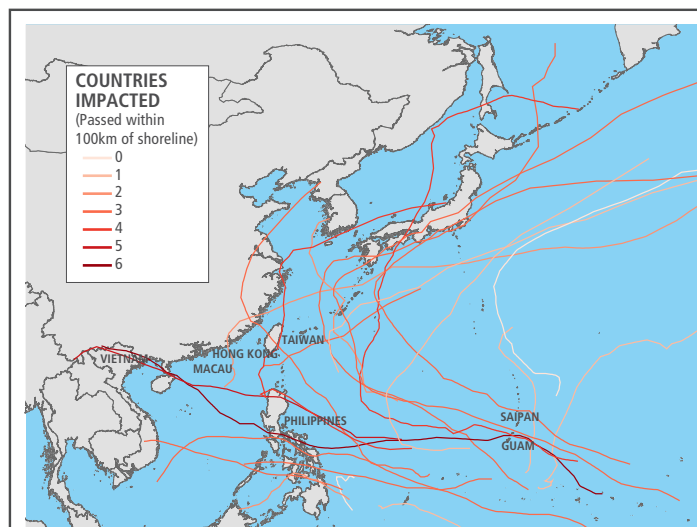 COUNTRIES
IMPACTED
(Passed within
100km of shoreline)
0
1
2
3
4
5
6
TAIWAN
HONG KONG
VIETNAM
MACAU
PHILIPPINES
SAIPAN
GUAM